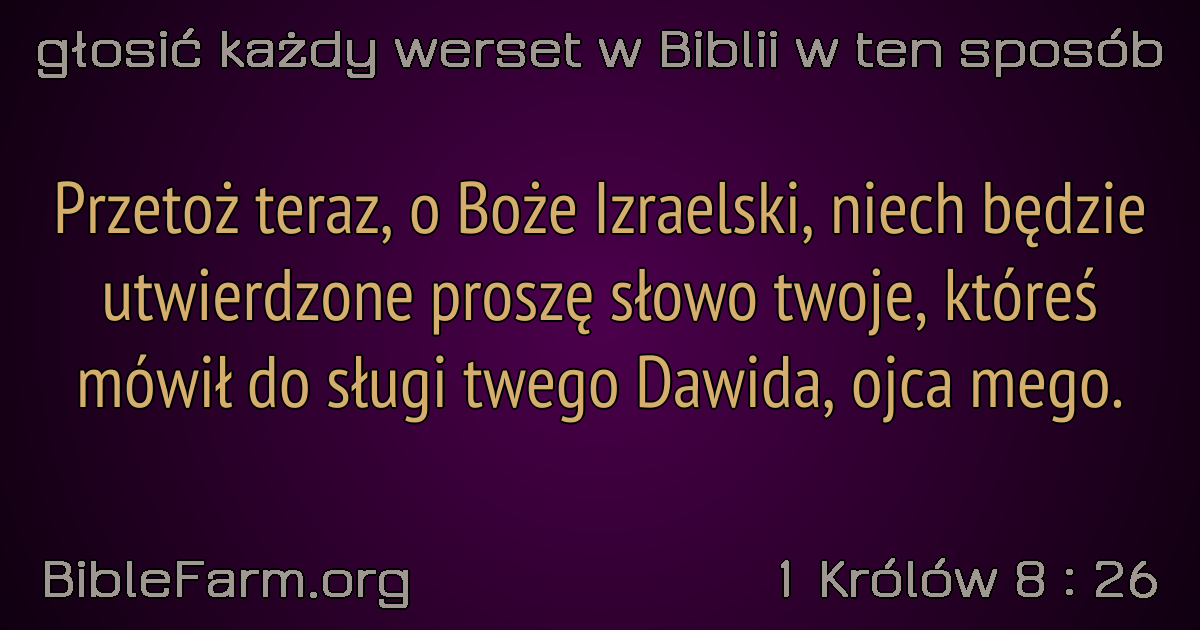 głosić każdy werset w Biblii w ten sposób
Przetoż teraz, o Boże Izraelski, niech będzie
utwierdzone proszę słowo twoje, któreś
mówił do sługi twego Dawida, ojca mego.
BibleFarm.org
1 Królów 8 : 26